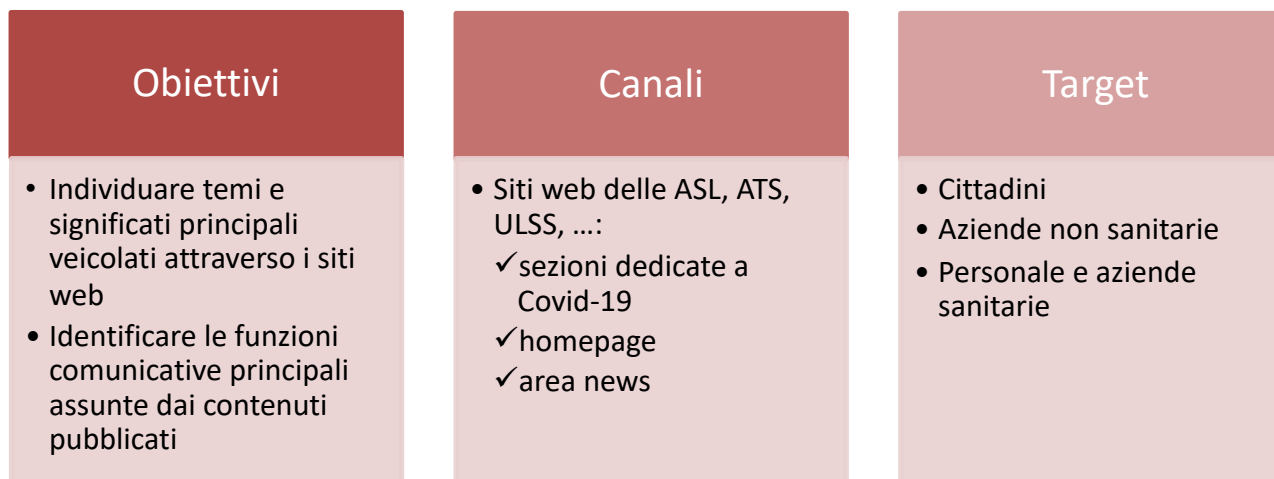 Obiettivi
• Individuare temi e
significati principali
veicolati attraverso i siti
web
• Identificare le funzioni
comunicative principali
assunte dai contenuti
pubblicati
Canali
• Siti web delle ASL, ATS,
ULSS, …:
✓sezioni dedicate a
Covid-19
✓homepage
✓area news
Target
• Cittadini
• Aziende non sanitarie
• Personale e aziende
sanitarie